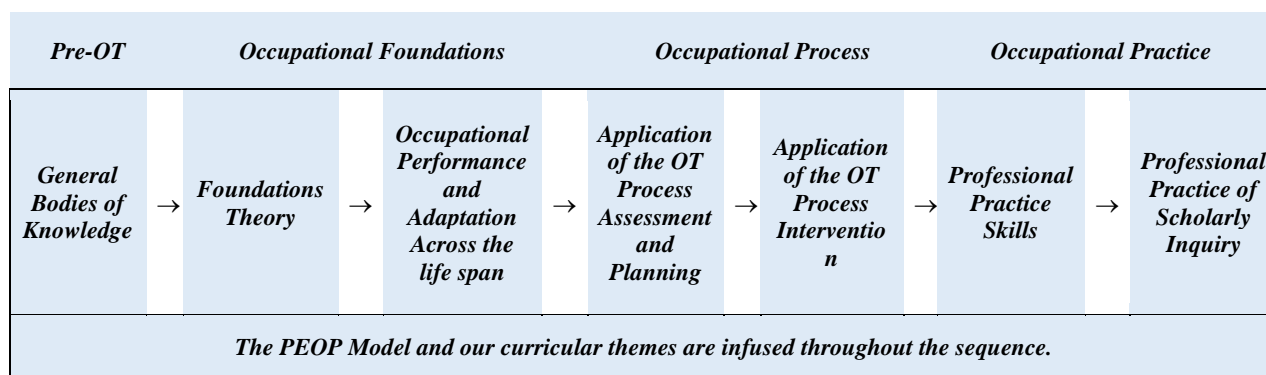 Pre-OT Occupational Foundations Occupational Process Occupational Practice
General
Bodies of
Knowledge
→
Foundations
Theory
→
Occupational
Performance
and
Adaptation
Across the
life span
→
Application
of the OT
Process
Assessment
and
Planning
→
Application
of the OT
Process
Interventio
n
→
Professional
Practice
Skills
→
Professional
Practice of
Scholarly
Inquiry
The PEOP Model and our curricular themes are infused throughout the sequence.